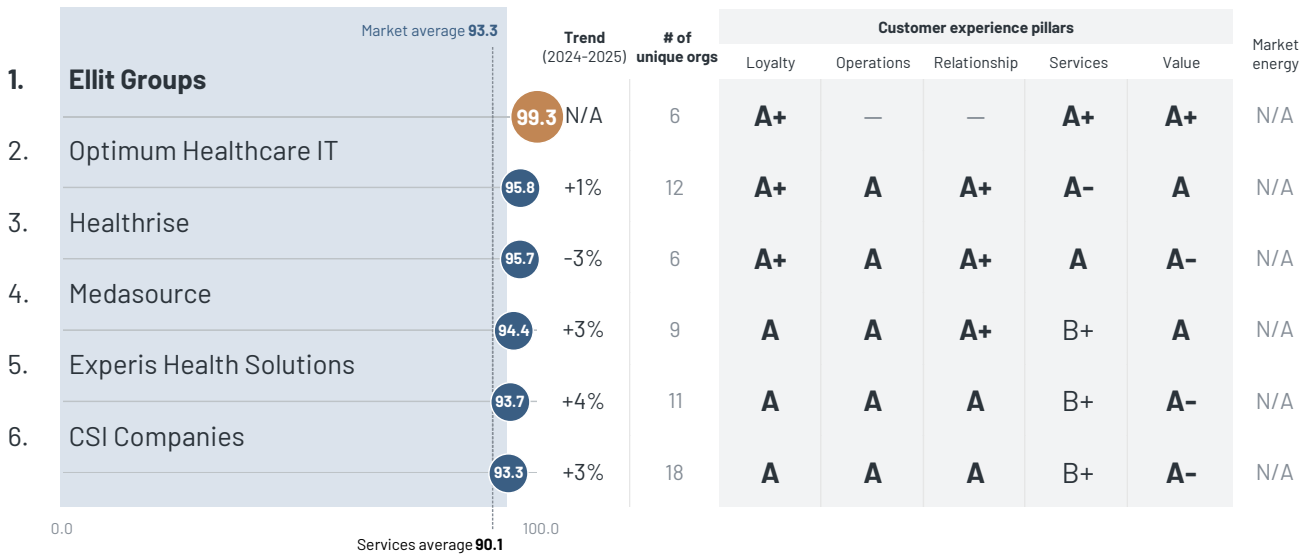 Market average 93.3
Trend
(2024-2025)
# of
unique orgs
Customer experience pillars
Loyalty Operations Relationship Services Value
Market
energy
1. Ellit Groups
99.3 N/A 6 A+ — — A+ A+ N/A
2. Optimum Healthcare IT
95.8 +1% 12 A+ A A+ A- A N/A
3. Healthrise
95.7 -3% 6 A+ A A+ A A- N/A
4. Medasource
94.4 +3% 9 A A A+ B+ A N/A
5. Experis Health Solutions
93.7 +4% 11 A A A B+ A- N/A
6. CSI Companies
93.3 +3% 18 A A A B+ A- N/A
0.0 100.0
Services average 90.1